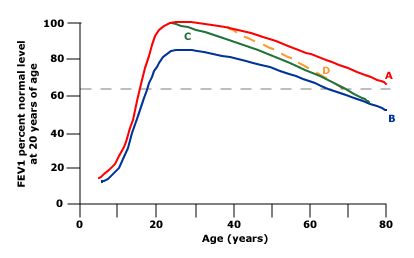 FEV1 percent normal level
at 20 years of age
100
80
60
40
20
0
C
D
A
B
0
20
40
60
80
Age (years)